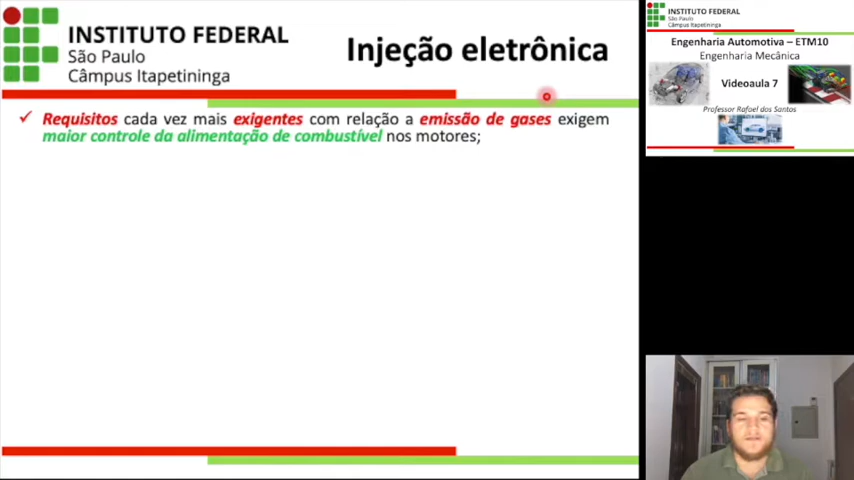 INSTITUTO FEDERAL
São Paulo
Câmpus Itapetininga
Injeção eletrônica
✓ Requisitos cada vez mais exigentes com relação a emissão de gases exigem
maior controle da alimentação de combustível nos motores;
INSTITUTO FEDERAL
São Paulo
Câmpus Itapetininga
Engenharia Automotiva – ETM10
Engenharia Mecânica
Videoaula 7
Professor Rafael dos Santos